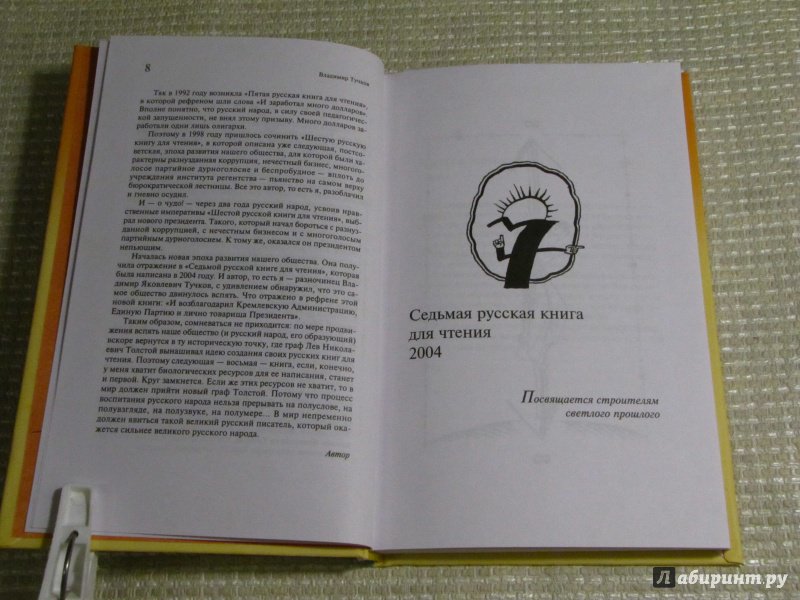 8
Владимир Тучков
Так в 1992 году возникла «Пятая русская книга для чтения»,
в которой рефреном шли слова «И заработал много долларов».
Вполне понятно, что русский народ, в силу своей педагогичес-
кой запущенности, не внял этому призыву. Много долларов за-
работали одни лишь олигархи.
Поэтому в 1998 году пришлось сочинить «Шестую русскую
книгу для чтения», в которой описана уже следующая, постсо-
ветская, эпоха развития нашего общества, для которой были ха-
рактерны разнузданная коррупция, нечестный бизнес, многого-
лосое партийное дурноголосие и беспробудное — вплоть до
учреждения института регентства — пьянство на самом верху
бюрократической лестницы. Все это автор, то есть я, разоблачил
и гневно осудил.
И — о чудо! — через два года русский народ, усвоив нрав-
ственные императивы «Шестой русской книги для чтения», выб-
рал нового президента. Такого, который начал бороться с разнуз-
данной коррупцией, с нечестным бизнесом и с многоголосым
партийным дурноголосием. К тому же, оказался он президентом
непьющим.
Началась новая эпоха развития нашего общества. Она полу-
чила отражение в «Седьмой русской книге для чтения», которая
была написана в 2004 году. И автор, то есть я — разночинец Вла-
димир Яковлевич Тучков, с удивлением обнаружил, что это са-
мое общество двинулось вспять. Что отражено в рефрене этой
новой книги: «И возблагодарил Кремлевскую Администрацию,
Единую Партию и лично товарища Президента».
Таким образом, сомневаться не приходится: по мере продви-
жения вспять наше общество (и русский народ, его образующий)
вскоре вернутся в ту историческую точку, где граф Лев Никола-
евич Толстой вынашивал идею создания своих русских книг для
чтения. Поэтому следующая — восьмая — книга, если, конечно,
у меня хватит биологических ресурсов для ее написания, станет
и первой. Круг замкнется. Если же этих ресурсов не хватит, то в
мир должен прийти новый граф Толстой. Потому что процесс
воспитания русского народа нельзя прерывать на полуслове, на
полувзгляде, на полузвуке, на полумере... В мир непременно
должен явиться такой великий русский писатель, который ока-
жется сильнее великого русского народа.
Автор
7
Седьмая русская книга
для чтения
2004
Посвящается строителям
светлого прошлого
Лабиринт.ру